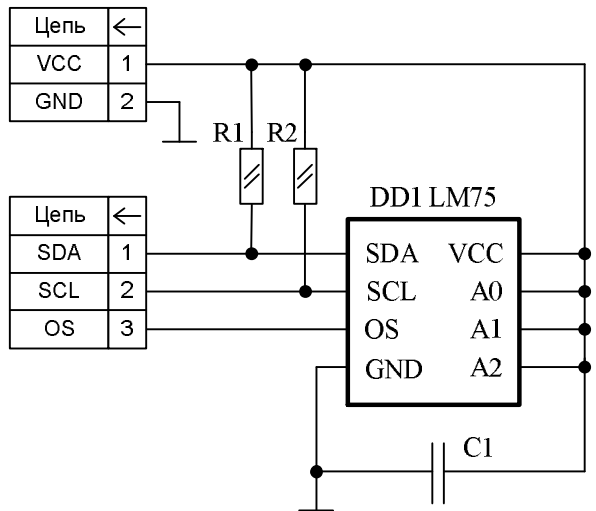 Цепь ←
VCC 1
GND 2
R1 R2
Цепь ←
SDA 1
SCL 2
OS 3
DD1 LM75
SDA VCC
SCL A0
OS A1
GND A2
C1